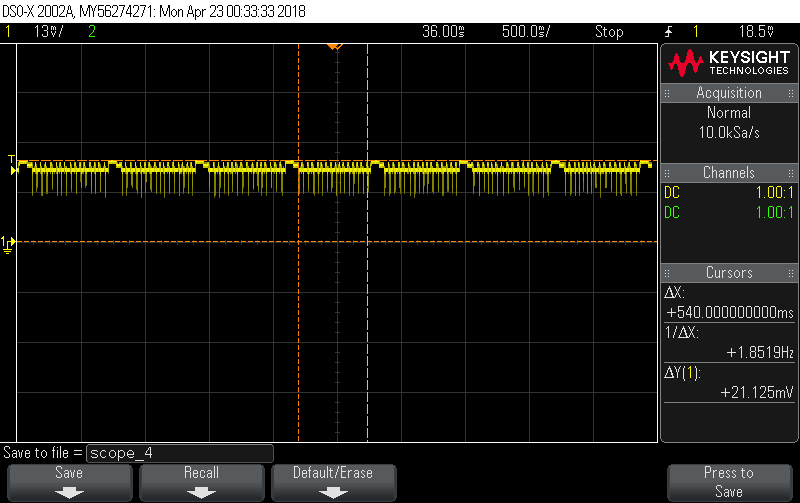 DSO-X 2002A, MY56274271: Mon Apr 23 00:33:33 2018
1 13▿/ 2 36.00s 500.0s/ Stop 1 18.5▿
KEYSIGHT
TECHNOLOGIES
Acquisition
Normal
10.0kSa/s
Channels
DC 1.00:1
DC 1.00:1
Cursors
ΔX:
+540.000000000ms
1/ΔX:
+1.8519Hz
ΔY(1):
+21.125mV
T
1
Save to file = scope_4
Save Recall Default/Erase Press to
Save